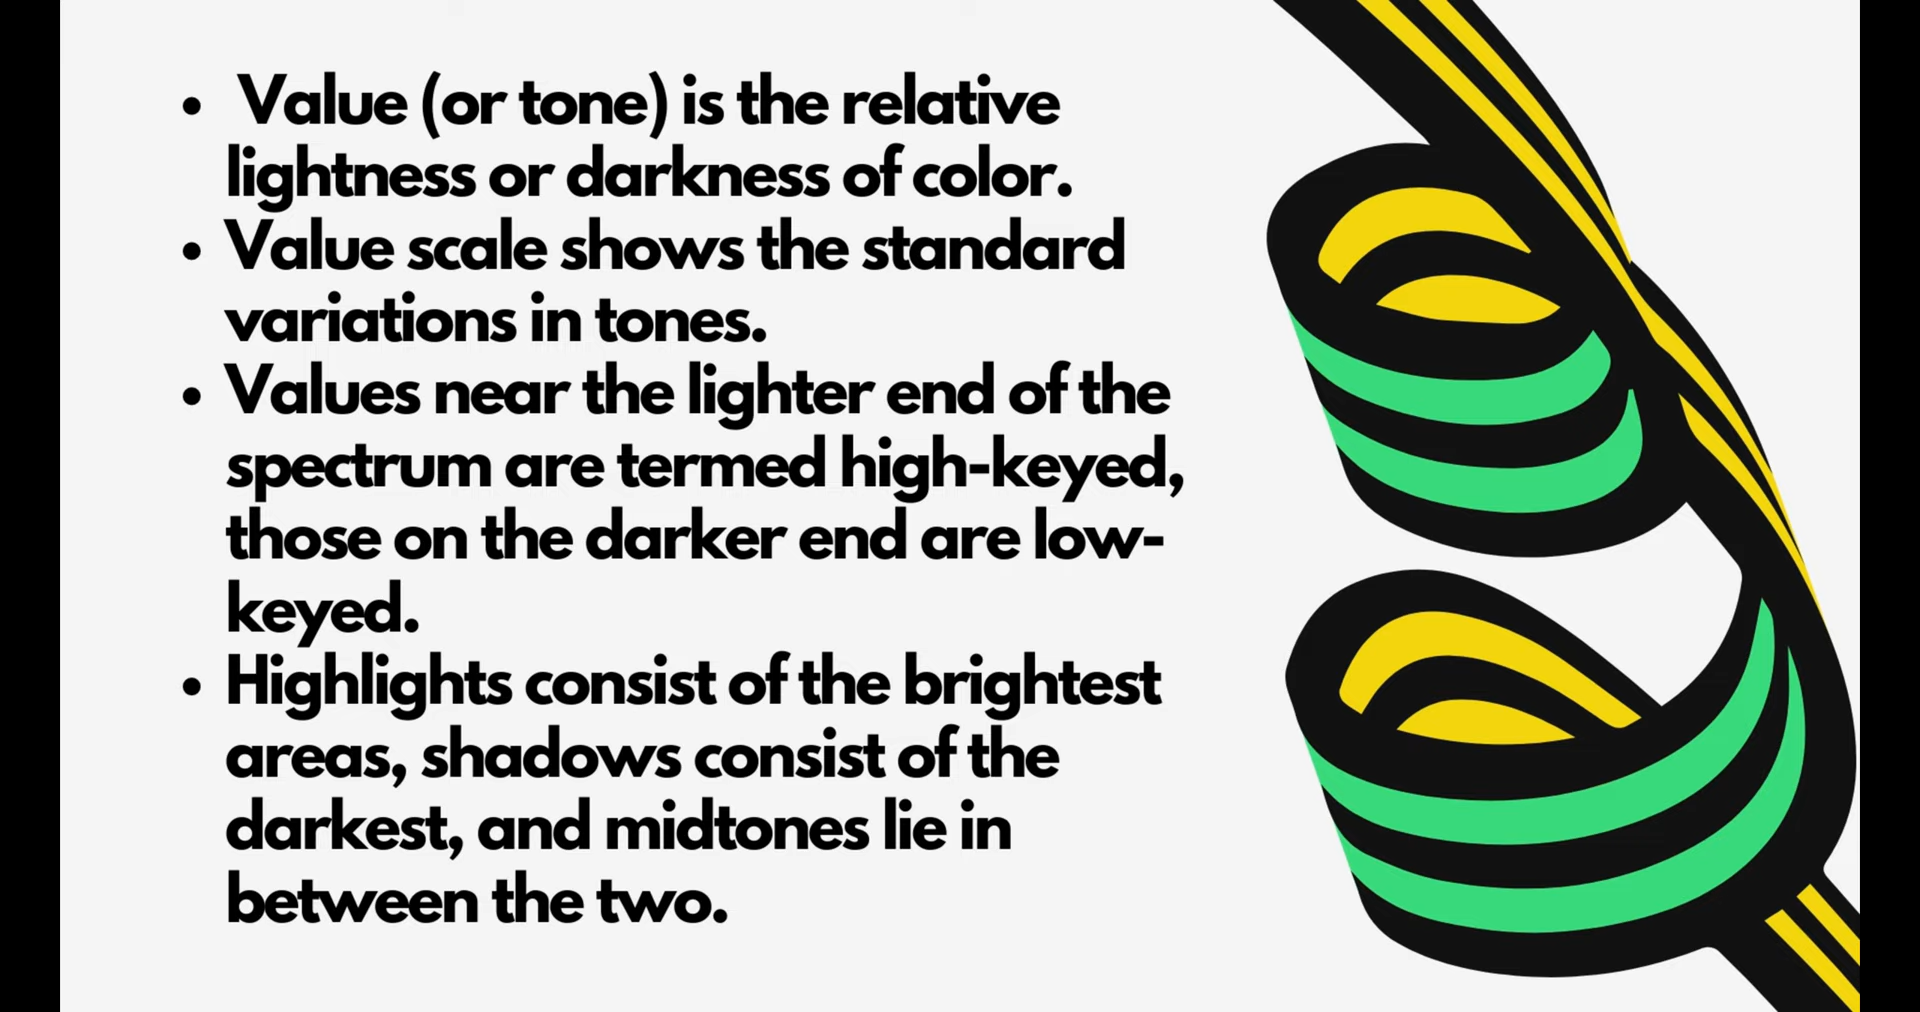 • Value (or tone) is the relative
lightness or darkness of color.
• Value scale shows the standard
variations in tones.
• Values near the lighter end of the
spectrum are termed high-keyed,
those on the darker end are low-
keyed.
• Highlights consist of the brightest
areas, shadows consist of the
darkest, and midtones lie in
between the two.